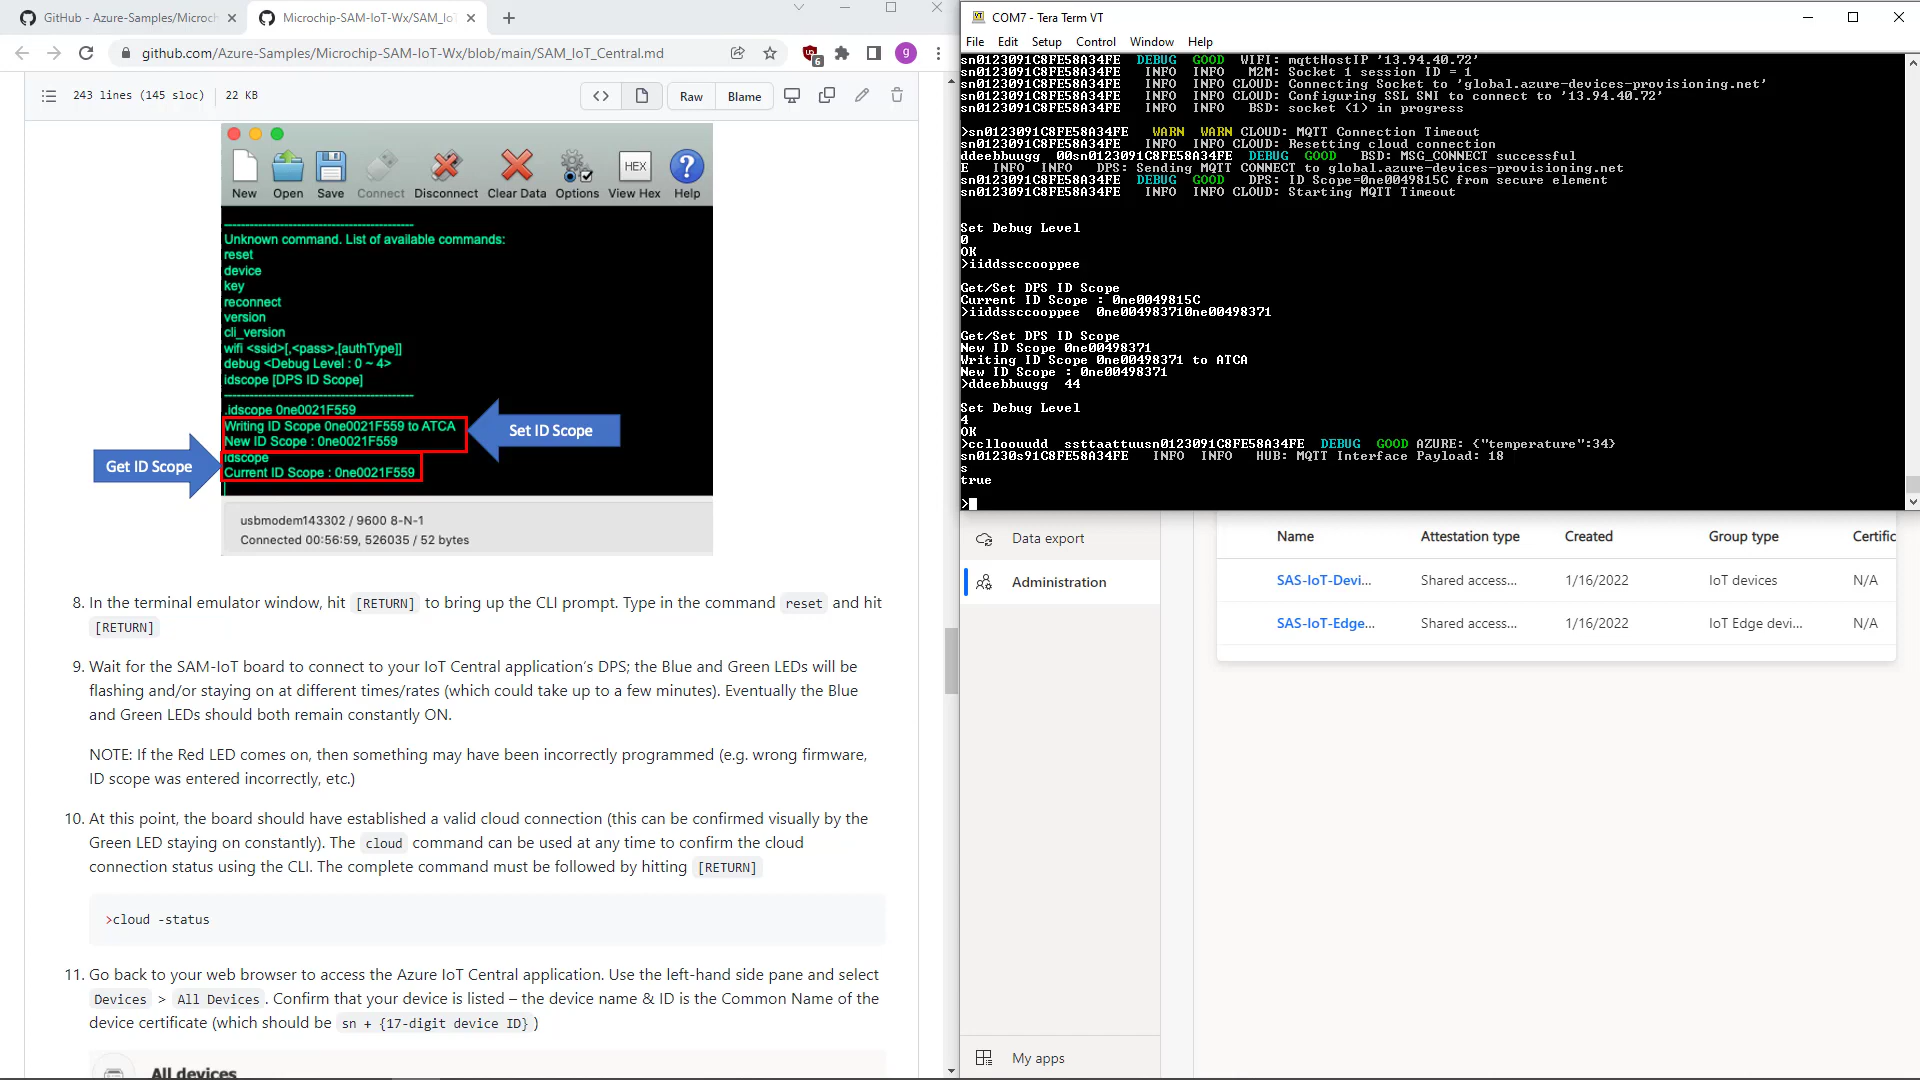 GitHub - Azure-Samples/Microch
Microchip-SAM-IoT-Wx/SAM_IoT
github.com/Azure-Samples/Microchip-SAM-IoT-Wx/blob/main/SAM_IoT_Central.md
6
g
243 lines (145 sloc) 22 KB
Raw Blame
New Open Save Connect Disconnect Clear Data Options View Hex Help
HEX
Unknown command. List of available commands:
reset
device
key
reconnect
version
cli_version
wifi <ssid>[,<pass>,[authType]]
debug <Debug Level : 0 ~ 4>
idscope [DPS ID Scope]
.idscope 0ne0021F559
Writing ID Scope 0ne0021F559 to ATCA
New ID Scope : 0ne0021F559
idscope
Current ID Scope : 0ne0021F559
Set ID Scope
Get ID Scope
usbmodem143302 / 9600 8-N-1
Connected 00:56:59, 526035 / 52 bytes
8. In the terminal emulator window, hit [RETURN] to bring up the CLI prompt. Type in the command reset and hit
[RETURN]
9. Wait for the SAM-IoT board to connect to your IoT Central application's DPS; the Blue and Green LEDs will be
flashing and/or staying on at different times/rates (which could take up to a few minutes). Eventually the Blue
and Green LEDs should both remain constantly ON.
NOTE: If the Red LED comes on, then something may have been incorrectly programmed (e.g. wrong firmware,
ID scope was entered incorrectly, etc.)
10. At this point, the board should have established a valid cloud connection (this can be confirmed visually by the
Green LED staying on constantly). The cloud command can be used at any time to confirm the cloud
connection status using the CLI. The complete command must be followed by hitting [RETURN]
>cloud -status
11. Go back to your web browser to access the Azure IoT Central application. Use the left-hand side pane and select
Devices > All Devices . Confirm that your device is listed – the device name & ID is the Common Name of the
device certificate (which should be sn + {17-digit device ID} )
All devices
COM7 - Tera Term VT
File Edit Setup Control Window Help
sn0123091C8FE58A34FE DEBUG GOOD WIFI: mqttHostIP '13.94.40.72'
sn0123091C8FE58A34FE INFO INFO M2M: Socket 1 session ID = 1
sn0123091C8FE58A34FE INFO INFO CLOUD: Connecting Socket to 'global.azure-devices-provisioning.net'
sn0123091C8FE58A34FE INFO INFO CLOUD: Configuring SSL SNI to connect to '13.94.40.72'
sn0123091C8FE58A34FE INFO INFO BSD: socket (1) in progress
>sn0123091C8FE58A34FE WARN WARN CLOUD: MQTT Connection Timeout
sn0123091C8FE58A34FE INFO INFO CLOUD: Resetting cloud connection
ddeebbuugg 00sn0123091C8FE58A34FE DEBUG GOOD BSD: MSG_CONNECT successful
E INFO INFO DPS: Sending MQTT CONNECT to global.azure-devices-provisioning.net
sn0123091C8FE58A34FE DEBUG GOOD DPS: ID Scope=0ne0049815C from secure element
sn0123091C8FE58A34FE INFO INFO CLOUD: Starting MQTT Timeout
Set Debug Level
0
OK
>iiddssccooppee
Get/Set DPS ID Scope
Current ID Scope : 0ne0049815C
>iiddssccooppee 0ne004983710ne00498371
Get/Set DPS ID Scope
New ID Scope 0ne00498371
Writing ID Scope 0ne00498371 to ATCA
New ID Scope : 0ne00498371
>ddeebbuugg 44
Set Debug Level
4
OK
>cclloouudd ssttaattuusn0123091C8FE58A34FE DEBUG GOOD AZURE: {"temperature":34}
sn01230s91C8FE58A34FE INFO INFO HUB: MQTT Interface Payload: 18
s
true
>
Data export
Administration
My apps
Name Attestation type Created Group type Certific
SAS-IoT-Devi... Shared access... 1/16/2022 IoT devices N/A
SAS-IoT-Edge... Shared access... 1/16/2022 IoT Edge devi... N/A